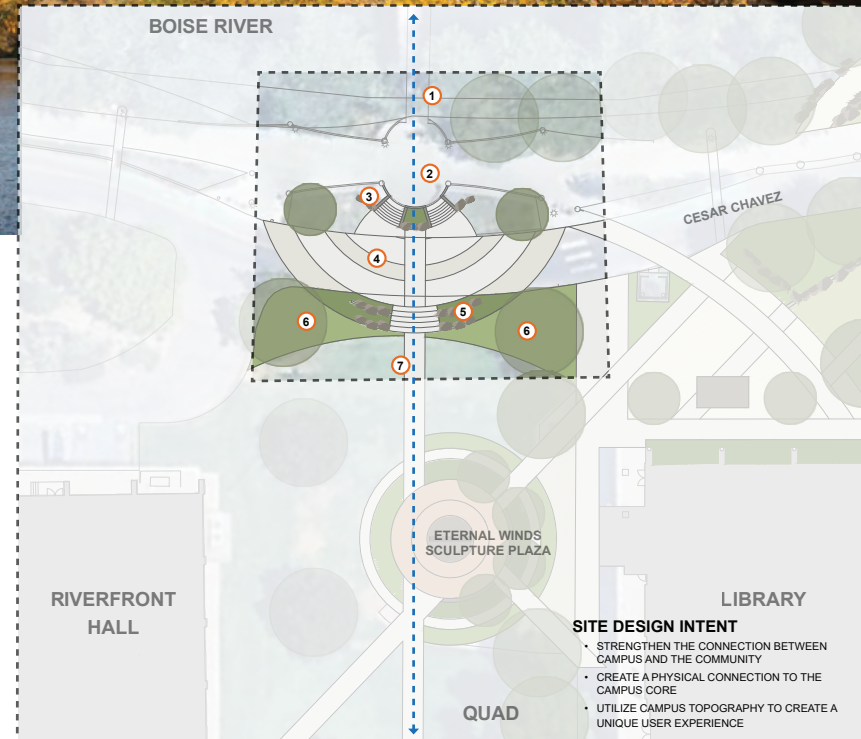 BOISE RIVER
1
2
3
CESAR CHAVEZ
4
5
6
6
7
ETERNAL WINDS
SCULPTURE PLAZA
RIVERFRONT
HALL
LIBRARY
SITE DESIGN INTENT
• STRENGTHEN THE CONNECTION BETWEEN
CAMPUS AND THE COMMUNITY
• CREATE A PHYSICAL CONNECTION TO THE
CAMPUS CORE
• UTILIZE CAMPUS TOPOGRAPHY TO CREATE A
UNIQUE USER EXPERIENCE
QUAD